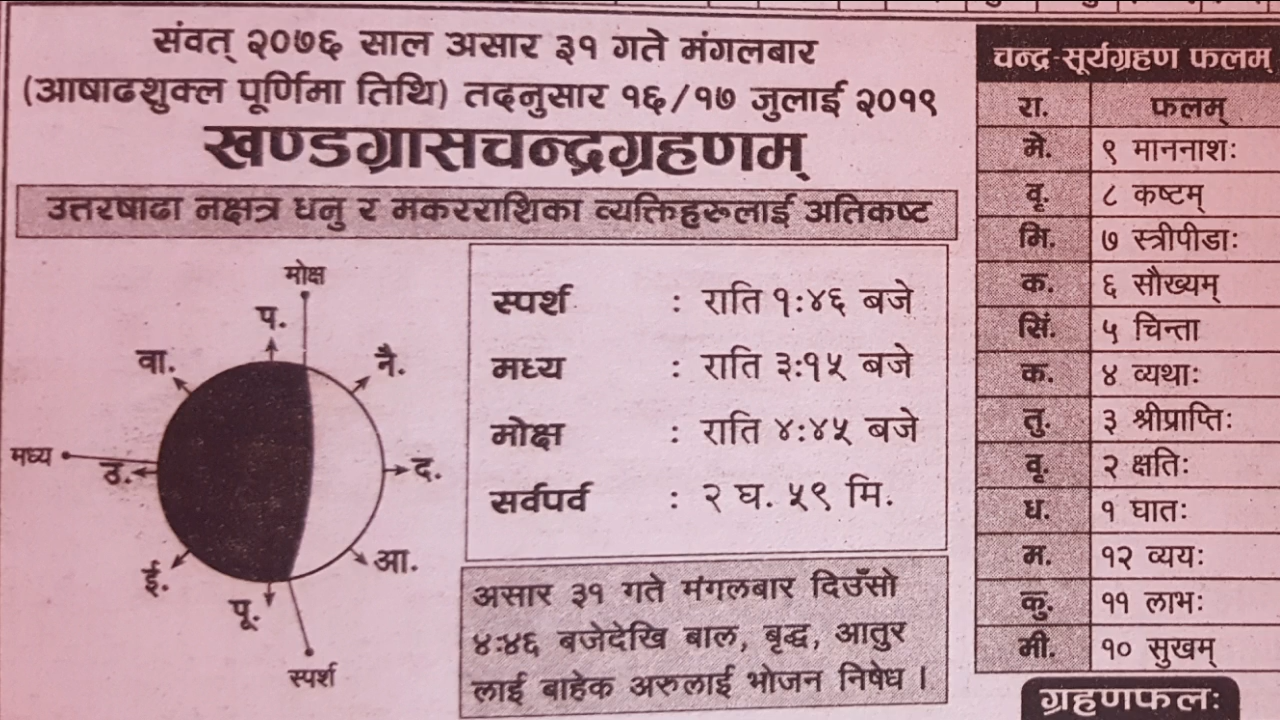 संवत् २०७६ साल असार ३१ गते मंगलबार
(आषाढशुक्ल पूर्णिमा तिथि) तदनुसार १६/१७ जुलाई २०१९
खण्डग्रासचन्द्रग्रहणम्
उत्तरषाढा नक्षत्र धनु र मकरराशिका व्यक्तिहरुलाई अतिकष्ट
मोक्ष
प.
वा.
नै.
मध्य
उ.
द.
ई.
आ.
पू.
स्पर्श
स्पर्श : राति १:४६ बजे
मध्य : राति ३:१५ बजे
मोक्ष : राति ४:४५ बजे
सर्वपर्व : २ घ. ५९ मि.
असार ३१ गते मंगलबार दिउँसो
४:४६ बजेदेखि बाल, बृद्ध, आतुर
लाई बाहेक अरुलाई भोजन निषेध ।
चन्द्र-सूर्यग्रहण फलम्
रा. फलम्
मे. ९ माननाशः
वृ. ८ कष्टम्
मि. ७ स्त्रीपीडाः
क. ६ सौख्यम्
सिं. ५ चिन्ता
क. ४ व्यथाः
तु. ३ श्रीप्राप्तिः
वृ. २ क्षतिः
ध. १ घातः
म. १२ व्ययः
कु. ११ लाभः
मी. १० सुखम्
ग्रहणफलः